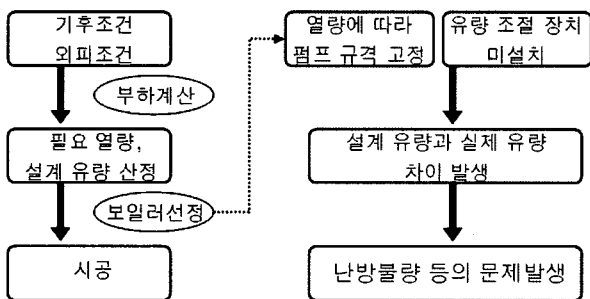 기후조건
외피조건
부하계산
필요 열량,
설계 유량 산정
보일러선정
시공
열량에 따라
펌프 규격 고정
유량 조절 장치
미설치
설계 유량과 실제 유량
차이 발생
난방불량 등의 문제발생